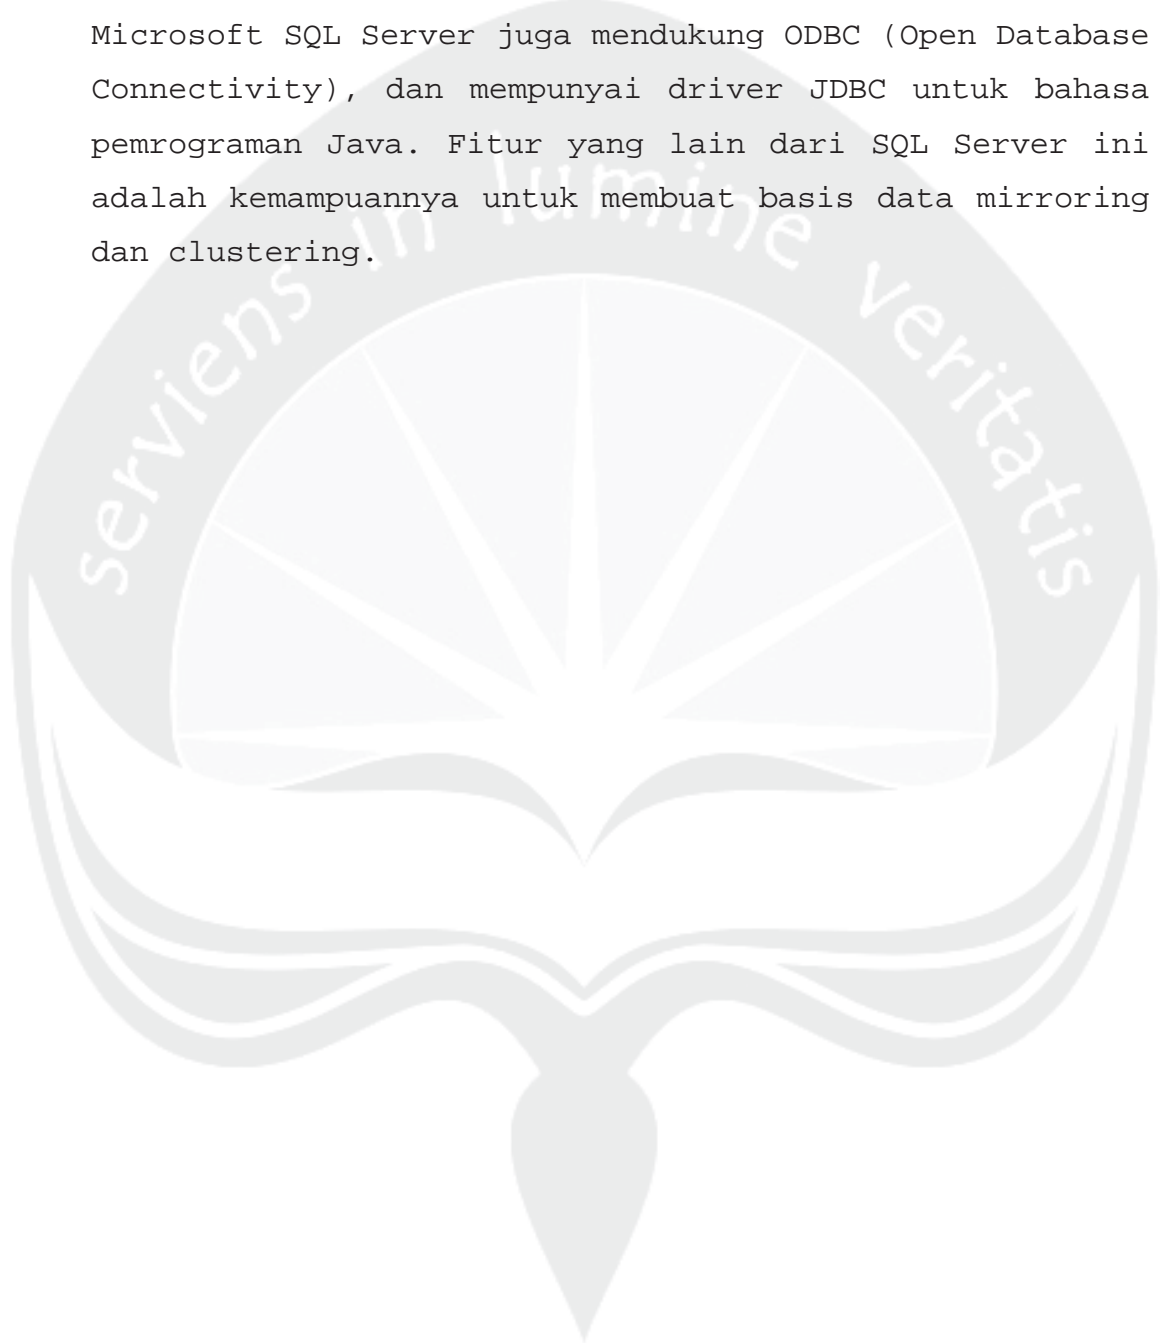 Microsoft SQL Server juga mendukung ODBC (Open Database
Connectivity), dan mempunyai driver JDBC untuk bahasa
pemrograman Java. Fitur yang lain dari SQL Server ini
adalah kemampuannya untuk membuat basis data mirroring
dan clustering.
serviens in lumine veritatis